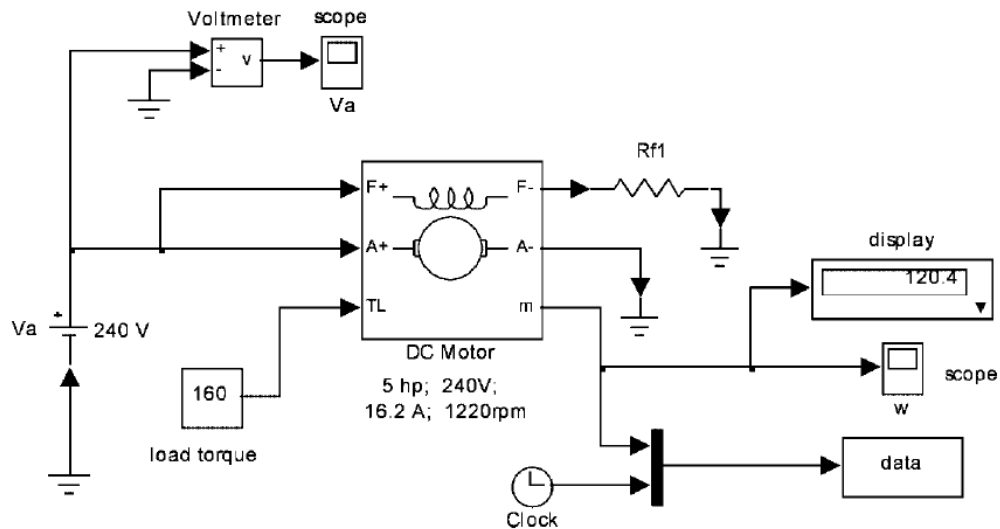 Voltmeter
scope
+
-
v
Va
Rf1
F+
F-
A+
A-
TL
m
display
120.4
Va
+
240 V
DC Motor
5 hp; 240V;
16.2 A; 1220rpm
160
load torque
scope
w
data
Clock